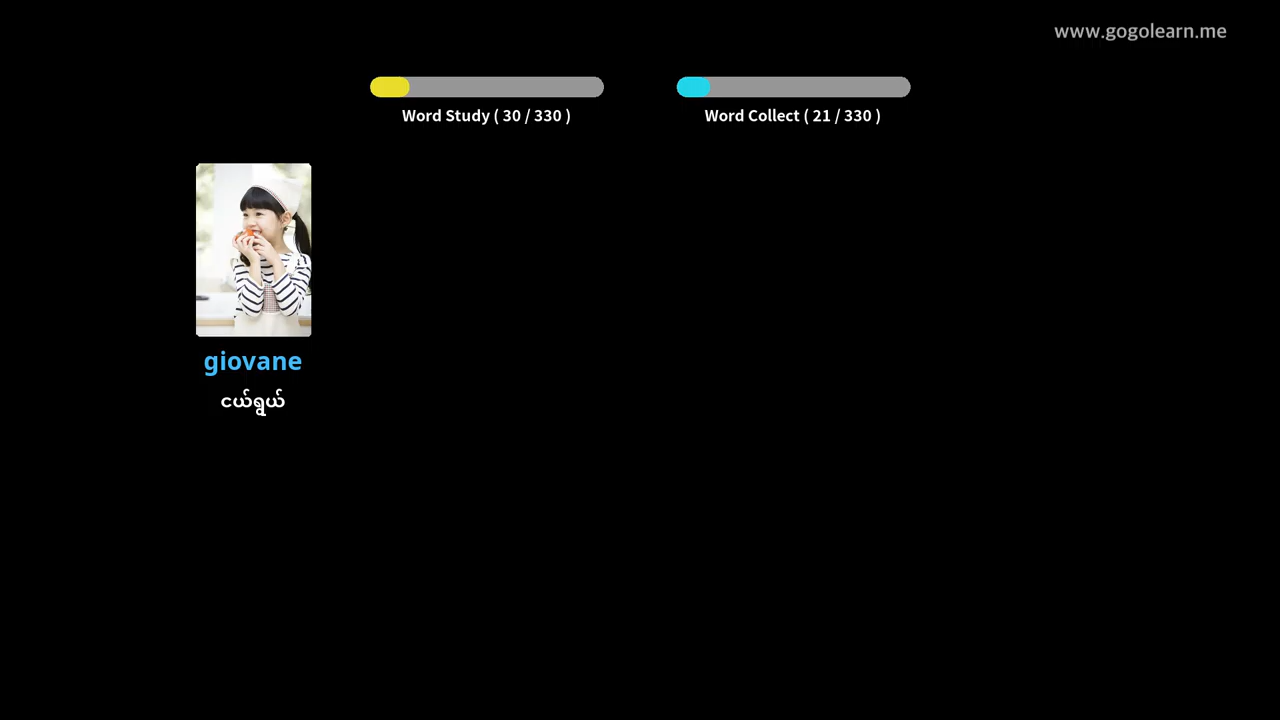 www.gogolearn.me
Word Study ( 30 / 330 )
Word Collect ( 21 / 330 )
giovane
ငယ်ရွယ်